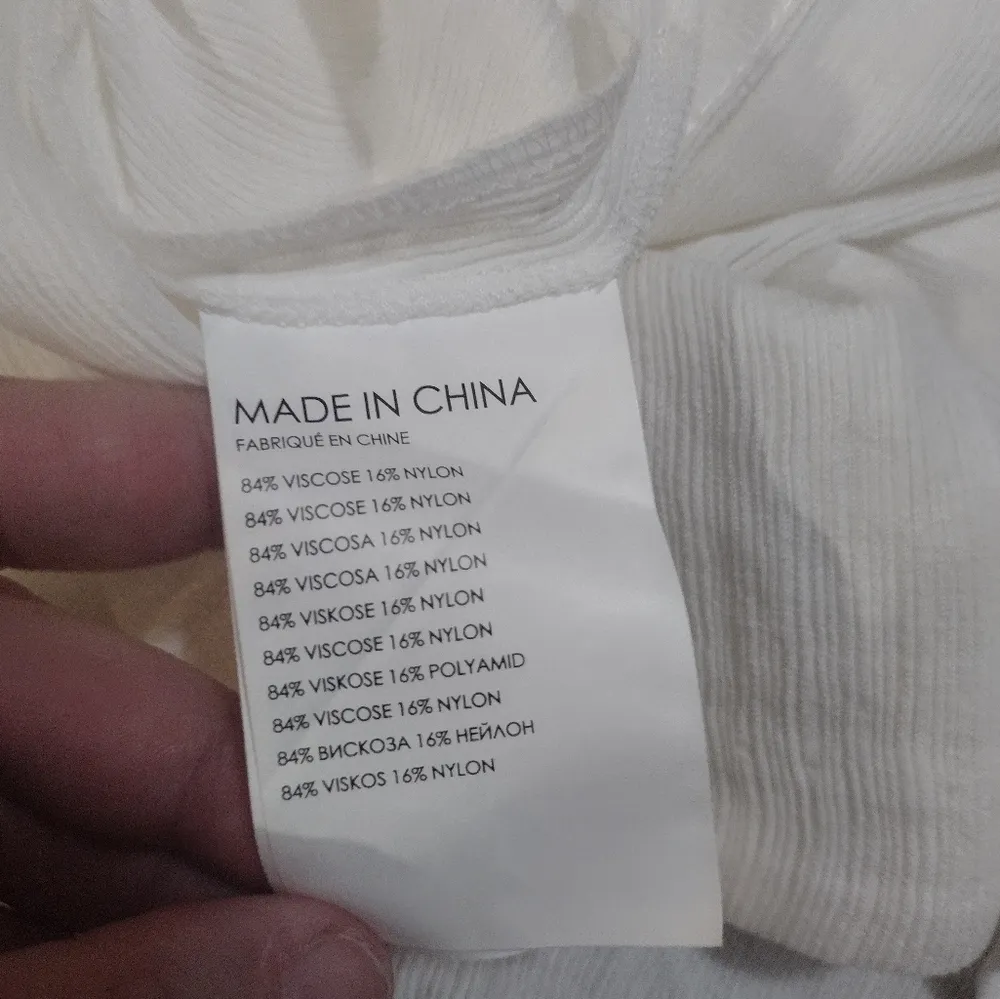 MADE IN CHINA
FABRIQUÉ EN CHINE
84% VISCOSE 16% NYLON
84% VISCOSE 16% NYLON
84% VISCOSA 16% NYLON
84% VISCOSA 16% NYLON
84% VISKOSE 16% NYLON
84% VISCOSE 16% NYLON
84% VISKOSE 16% POLYAMID
84% VISCOSE 16% NYLON
84% ВИСКОЗА 16% НЕЙЛОН
84% VISKOS 16% NYLON